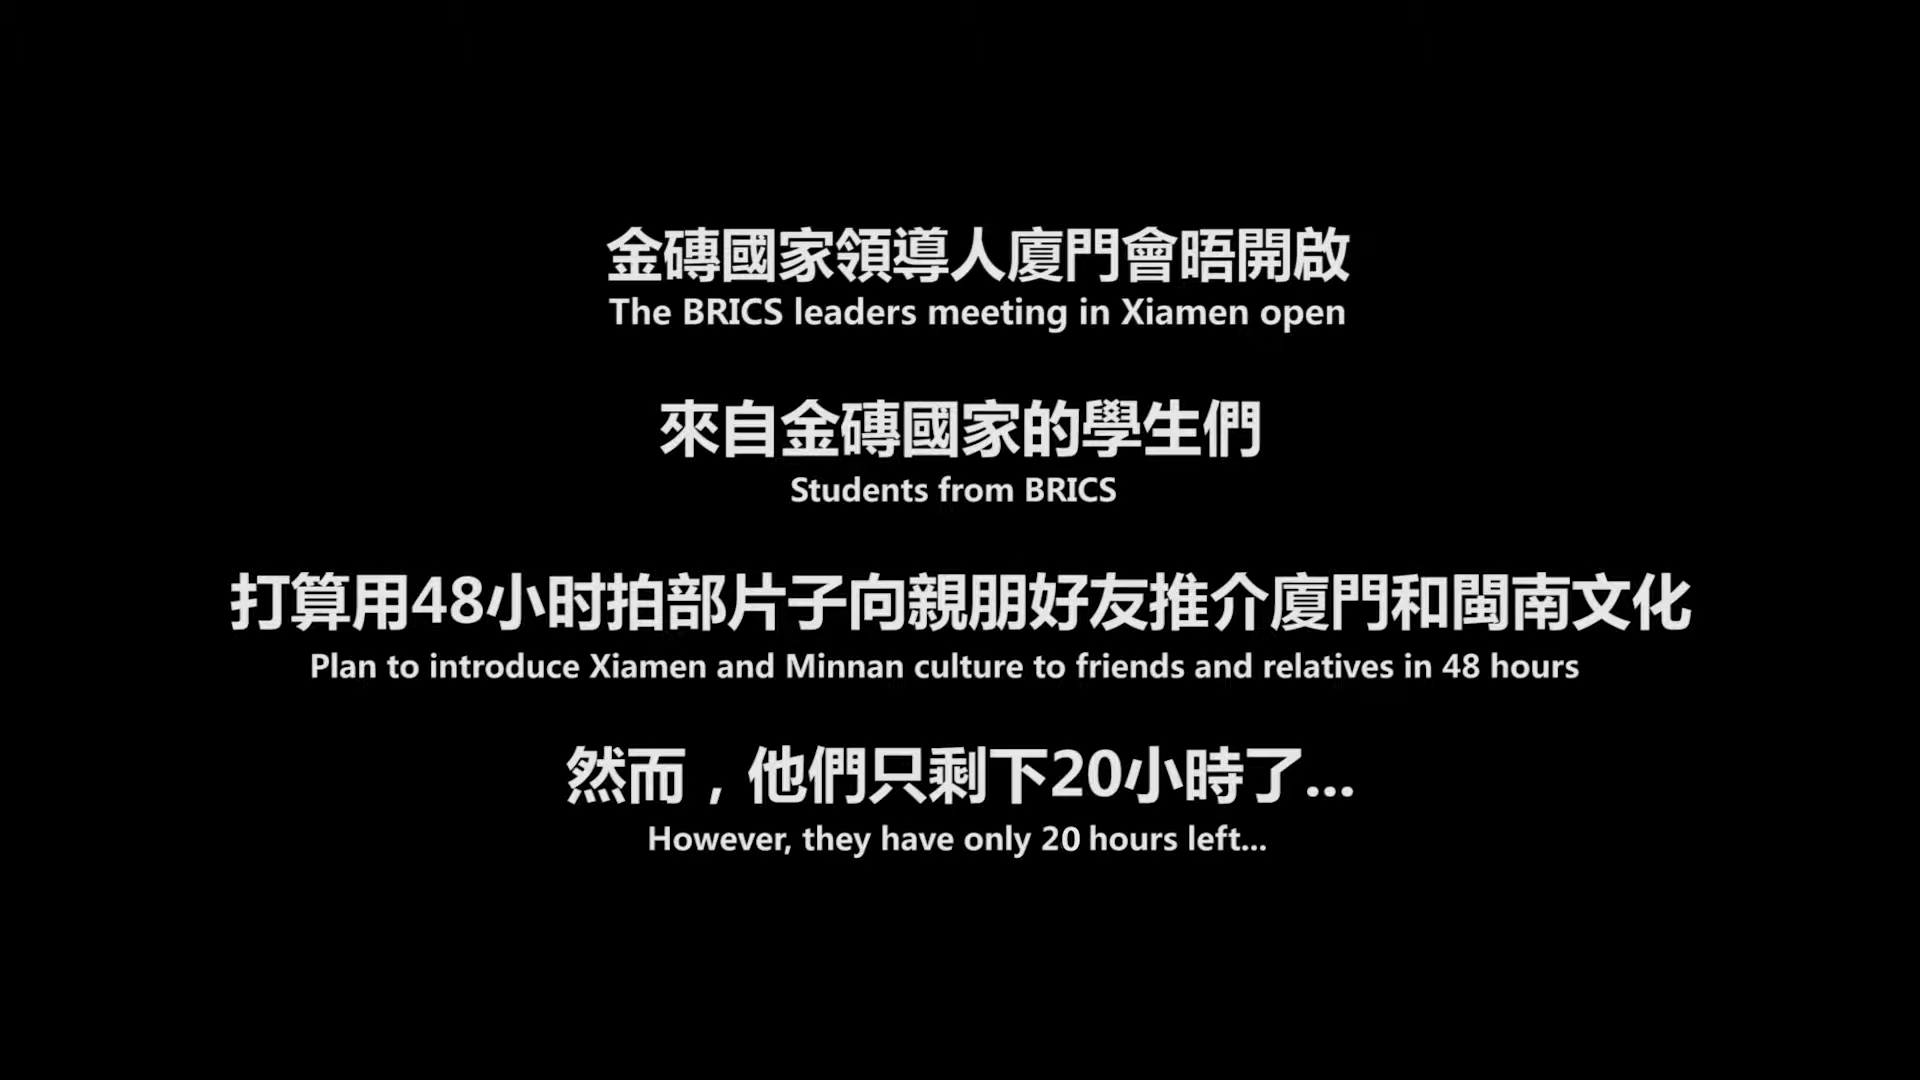 金磚國家領導人廈門會晤開啟
The BRICS leaders meeting in Xiamen open
來自金磚國家的學生們
Students from BRICS
打算用48小时拍部片子向親朋好友推介廈門和閩南文化
Plan to introduce Xiamen and Minnan culture to friends and relatives in 48 hours
然而，他們只剩下20小時了...
However, they have only 20 hours left...